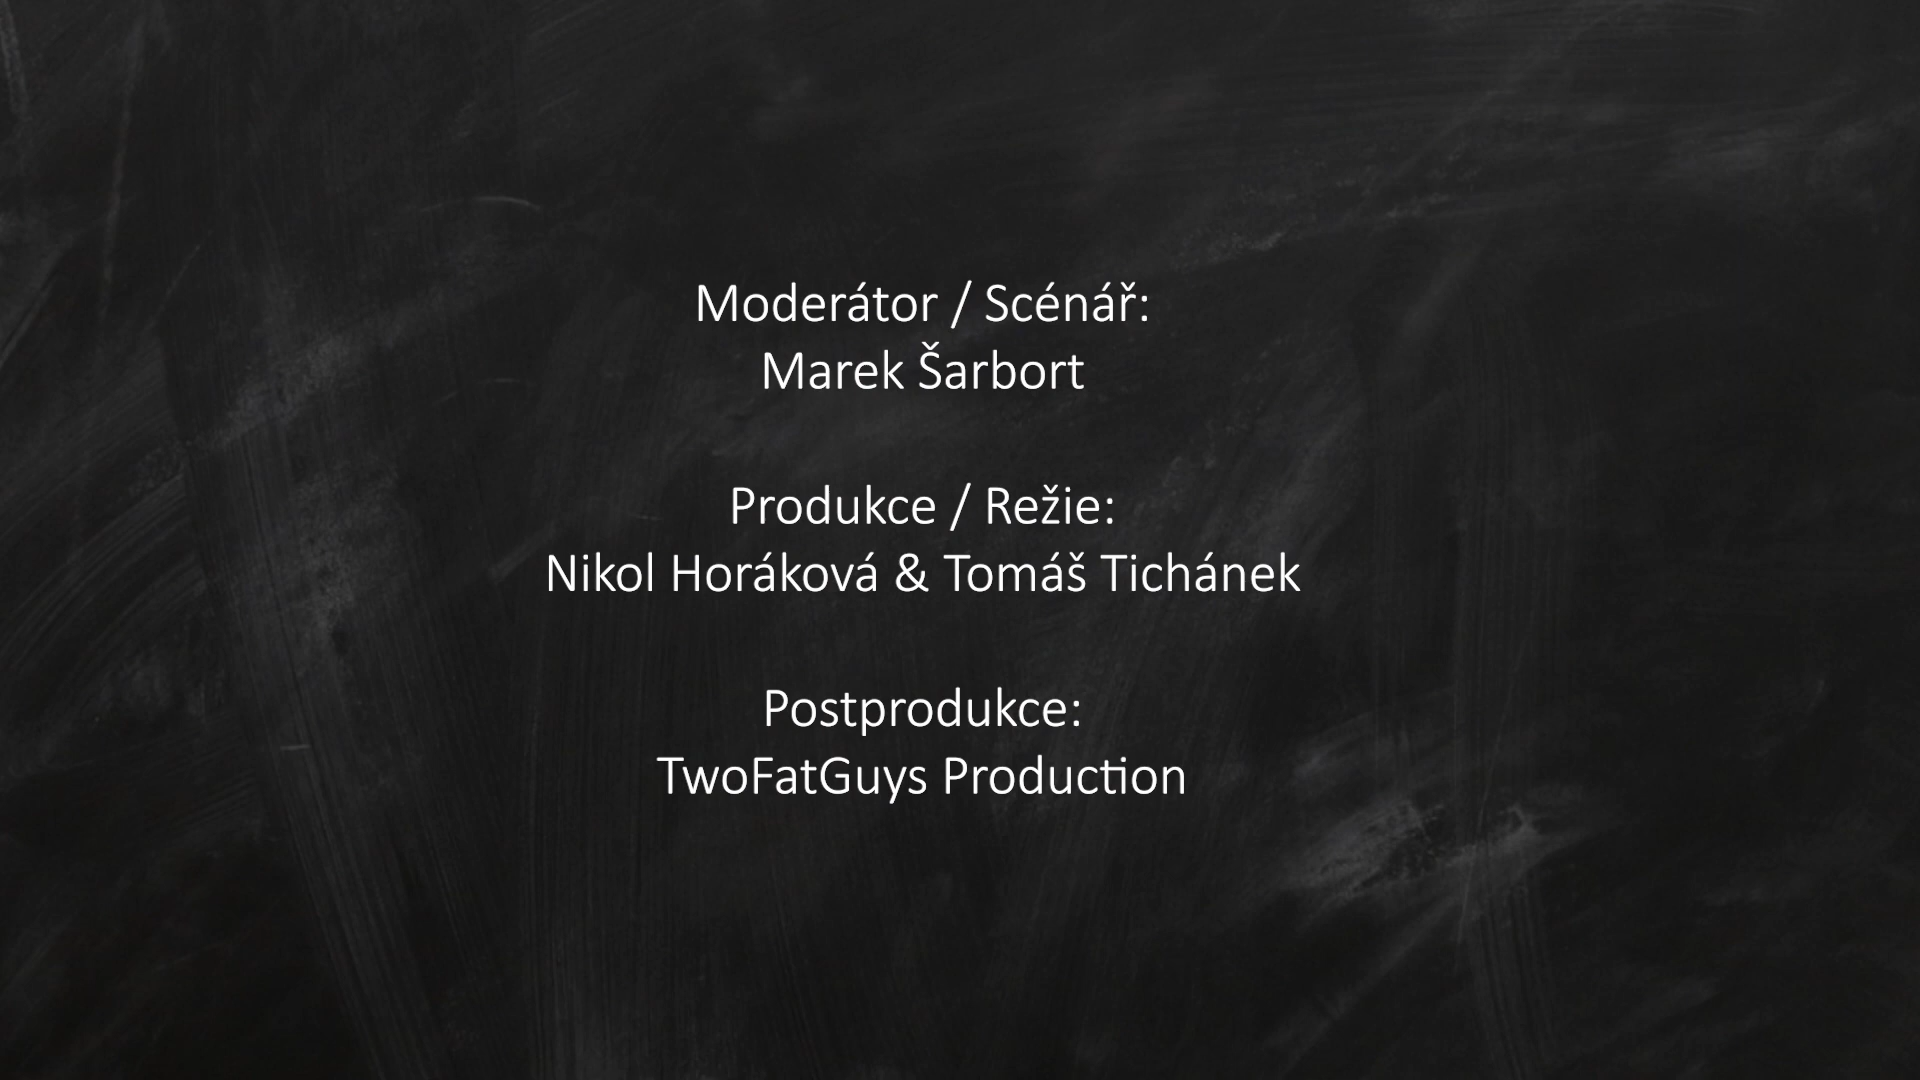 Moderátor / Scénář:
Marek Šarbort
Produkce / Režie:
Nikol Horáková & Tomáš Tichánek
Postprodukce:
TwoFatGuys Production